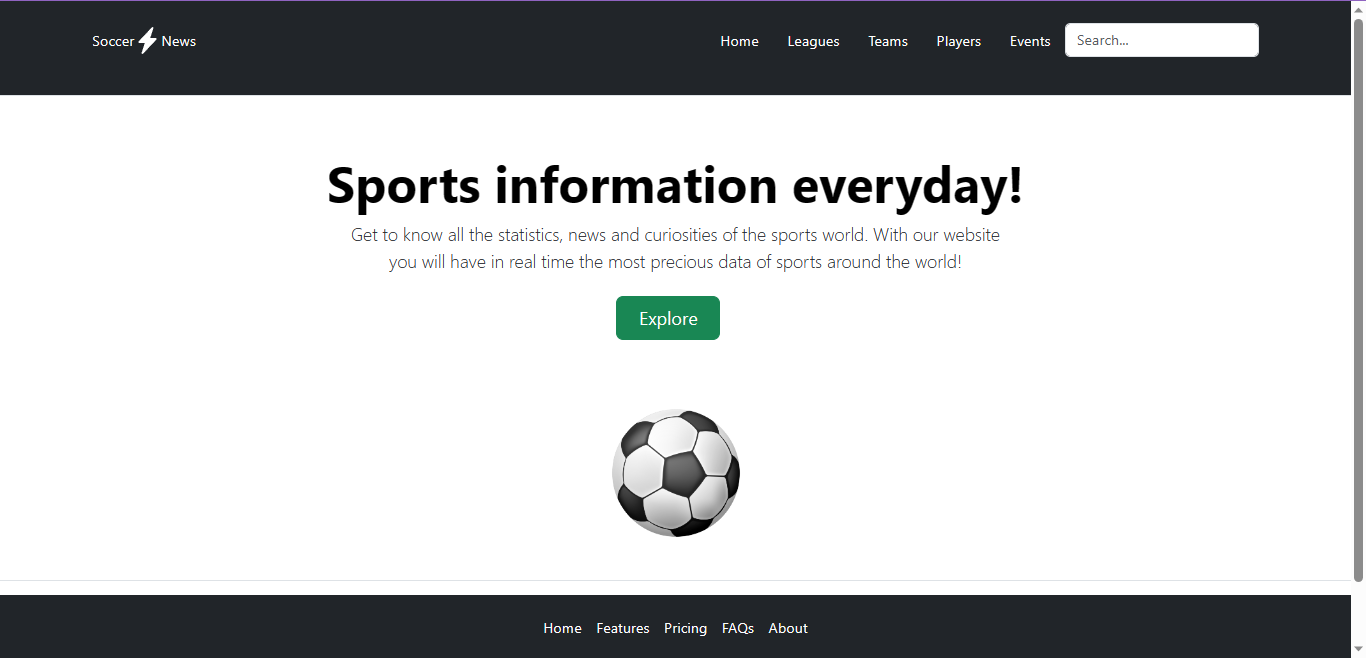 Soccer News
Home Leagues Teams Players Events Search...
Sports information everyday!
Get to know all the statistics, news and curiosities of the sports world. With our website
you will have in real time the most precious data of sports around the world!
Explore
Home Features Pricing FAQs About